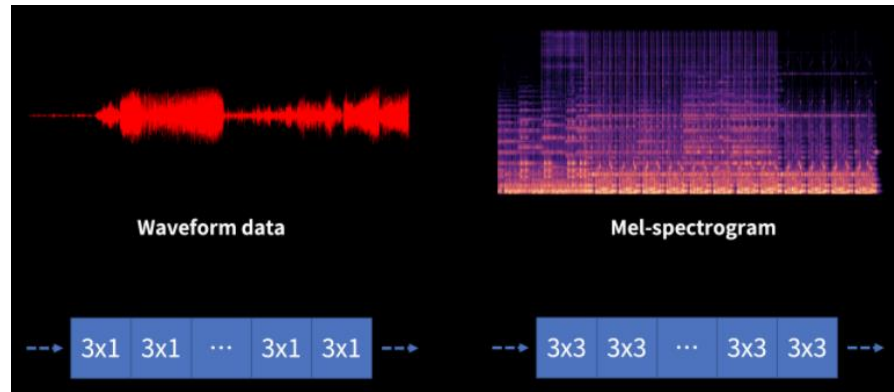 Waveform data
Mel-spectrogram
3x1 3x1 ··· 3x1 3x1
3x3 3x3 ··· 3x3 3x3